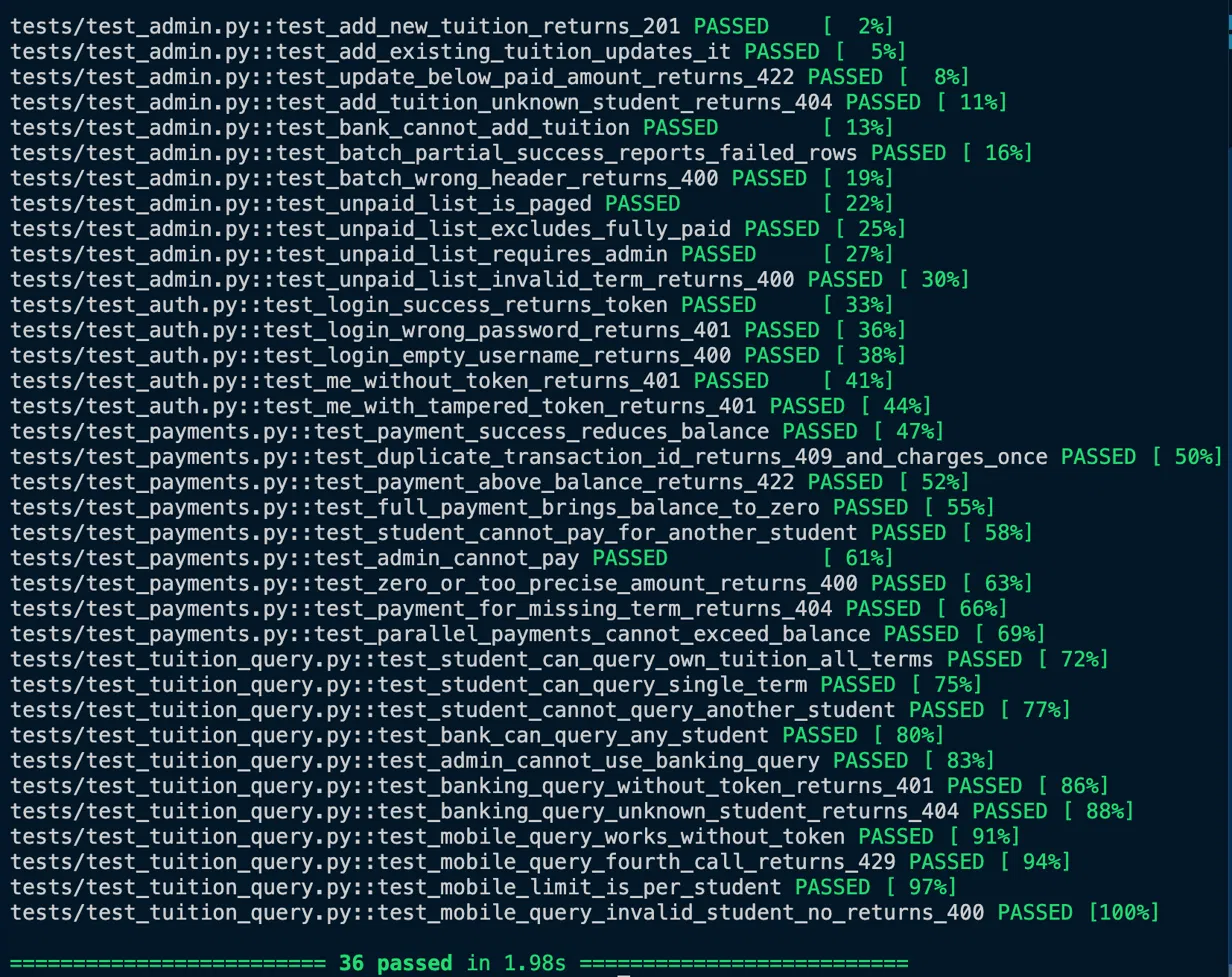 tests/test_admin.py::test_add_new_tuition_returns_201 PASSED    [  2%]
tests/test_admin.py::test_add_existing_tuition_updates_it PASSED [  5%]
tests/test_admin.py::test_update_below_paid_amount_returns_422 PASSED [  8%]
tests/test_admin.py::test_add_tuition_unknown_student_returns_404 PASSED [ 11%]
tests/test_admin.py::test_bank_cannot_add_tuition PASSED        [ 13%]
tests/test_admin.py::test_batch_partial_success_reports_failed_rows PASSED [ 16%]
tests/test_admin.py::test_batch_wrong_header_returns_400 PASSED [ 19%]
tests/test_admin.py::test_unpaid_list_is_paged PASSED           [ 22%]
tests/test_admin.py::test_unpaid_list_excludes_fully_paid PASSED [ 25%]
tests/test_admin.py::test_unpaid_list_requires_admin PASSED     [ 27%]
tests/test_admin.py::test_unpaid_list_invalid_term_returns_400 PASSED [ 30%]
tests/test_auth.py::test_login_success_returns_token PASSED     [ 33%]
tests/test_auth.py::test_login_wrong_password_returns_401 PASSED [ 36%]
tests/test_auth.py::test_login_empty_username_returns_400 PASSED [ 38%]
tests/test_auth.py::test_me_without_token_returns_401 PASSED    [ 41%]
tests/test_auth.py::test_me_with_tampered_token_returns_401 PASSED [ 44%]
tests/test_payments.py::test_payment_success_reduces_balance PASSED [ 47%]
tests/test_payments.py::test_duplicate_transaction_id_returns_409_and_charges_once PASSED [ 50%]
tests/test_payments.py::test_payment_above_balance_returns_422 PASSED [ 52%]
tests/test_payments.py::test_full_payment_brings_balance_to_zero PASSED [ 55%]
tests/test_payments.py::test_student_cannot_pay_for_another_student PASSED [ 58%]
tests/test_payments.py::test_admin_cannot_pay PASSED            [ 61%]
tests/test_payments.py::test_zero_or_too_precise_amount_returns_400 PASSED [ 63%]
tests/test_payments.py::test_payment_for_missing_term_returns_404 PASSED [ 66%]
tests/test_payments.py::test_parallel_payments_cannot_exceed_balance PASSED [ 69%]
tests/test_tuition_query.py::test_student_can_query_own_tuition_all_terms PASSED [ 72%]
tests/test_tuition_query.py::test_student_can_query_single_term PASSED [ 75%]
tests/test_tuition_query.py::test_student_cannot_query_another_student PASSED [ 77%]
tests/test_tuition_query.py::test_bank_can_query_any_student PASSED [ 80%]
tests/test_tuition_query.py::test_admin_cannot_use_banking_query PASSED [ 83%]
tests/test_tuition_query.py::test_banking_query_without_token_returns_401 PASSED [ 86%]
tests/test_tuition_query.py::test_banking_query_unknown_student_returns_404 PASSED [ 88%]
tests/test_tuition_query.py::test_mobile_query_works_without_token PASSED [ 91%]
tests/test_tuition_query.py::test_mobile_query_fourth_call_returns_429 PASSED [ 94%]
tests/test_tuition_query.py::test_mobile_limit_is_per_student PASSED [ 97%]
tests/test_tuition_query.py::test_mobile_query_invalid_student_no_returns_400 PASSED [100%]
========================= 36 passed in 1.98s ==========================